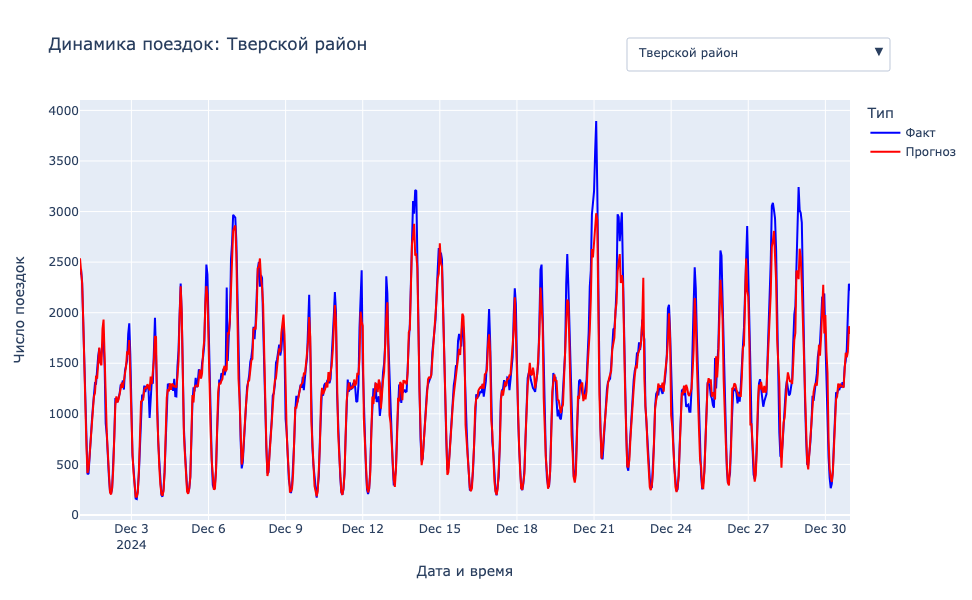 Динамика поездок: Тверской район
Тверской район ▼
Тип
Факт
Прогноз
Число поездок
4000
3500
3000
2500
2000
1500
1000
500
0
Dec 3
2024
Dec 6
Dec 9
Dec 12
Dec 15
Dec 18
Dec 21
Dec 24
Dec 27
Dec 30
Дата и время